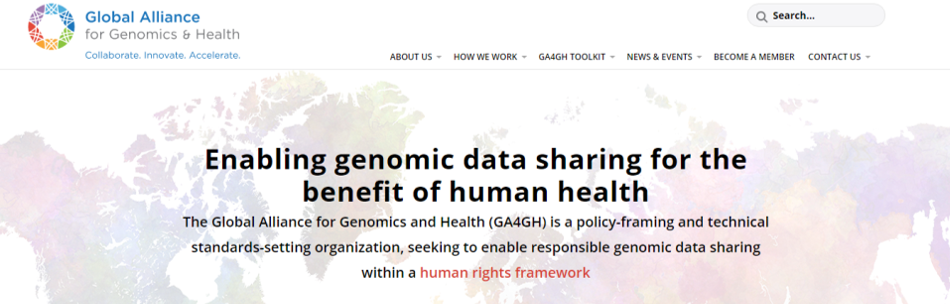 Global Alliance
for Genomics & Health
Collaborate. Innovate. Accelerate.
Search...
ABOUT US HOW WE WORK GA4GH TOOLKIT NEWS & EVENTS BECOME A MEMBER CONTACT US
Enabling genomic data sharing for the
benefit of human health
The Global Alliance for Genomics and Health (GA4GH) is a policy-framing and technical
standards-setting organization, seeking to enable responsible genomic data sharing
within a human rights framework